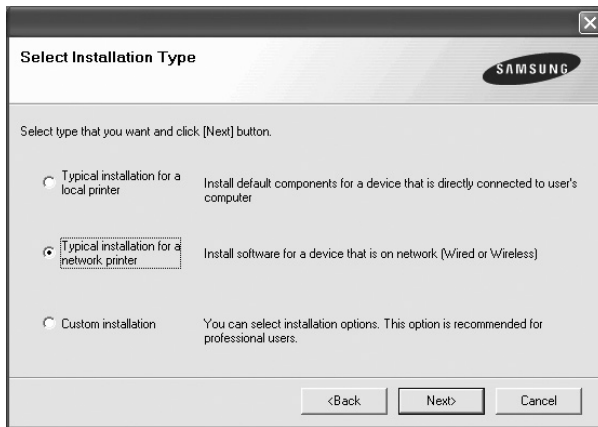 Select Installation Type
SAMSUNG
Select type that you want and click [Next] button.
Typical installation for a
local printer
Install default components for a device that is directly connected to user's
computer
Typical installation for a
network printer
Install software for a device that is on network (Wired or Wireless)
Custom installation
You can select installation options. This option is recommended for
professional users.
<Back
Next>
Cancel